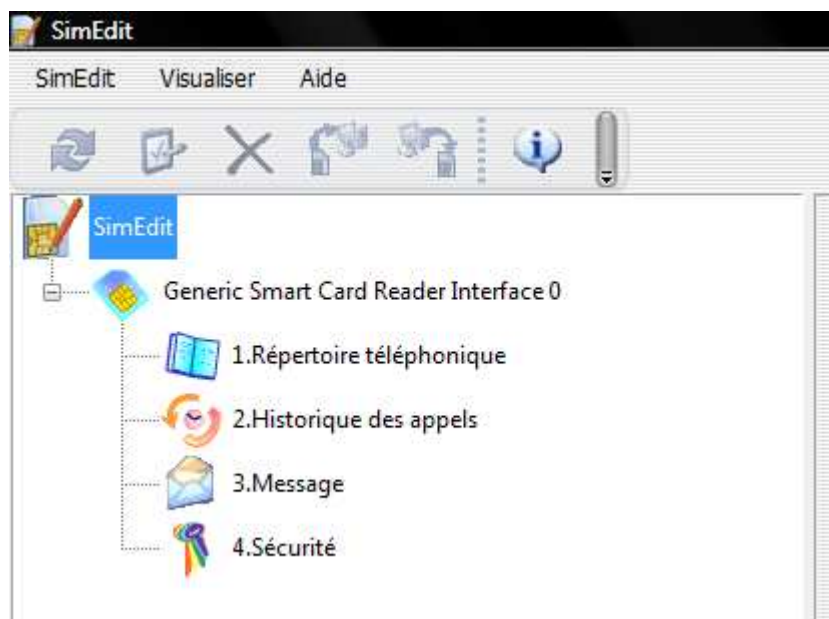 SimEdit
SimEdit Visualiser Aide
SimEdit
Generic Smart Card Reader Interface 0
1.Répertoire téléphonique
2.Historique des appels
3.Message
4.Sécurité